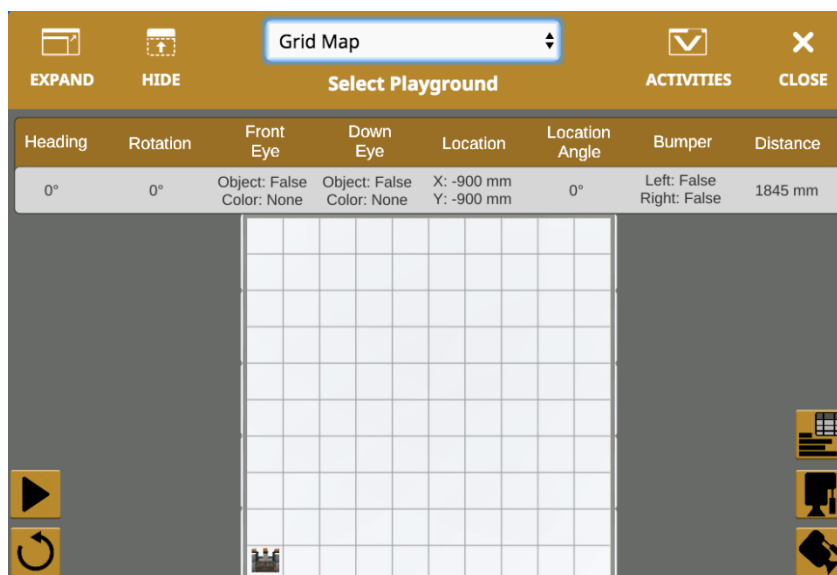 Grid Map
EXPAND
HIDE
Select Playground
ACTIVITIES
CLOSE
Heading
Rotation
Front
Eye
Down
Eye
Location
Location
Angle
Bumper
Distance
0°
0°
Object: False
Color: None
Object: False
Color: None
X: -900 mm
Y: -900 mm
0°
Left: False
Right: False
1845 mm